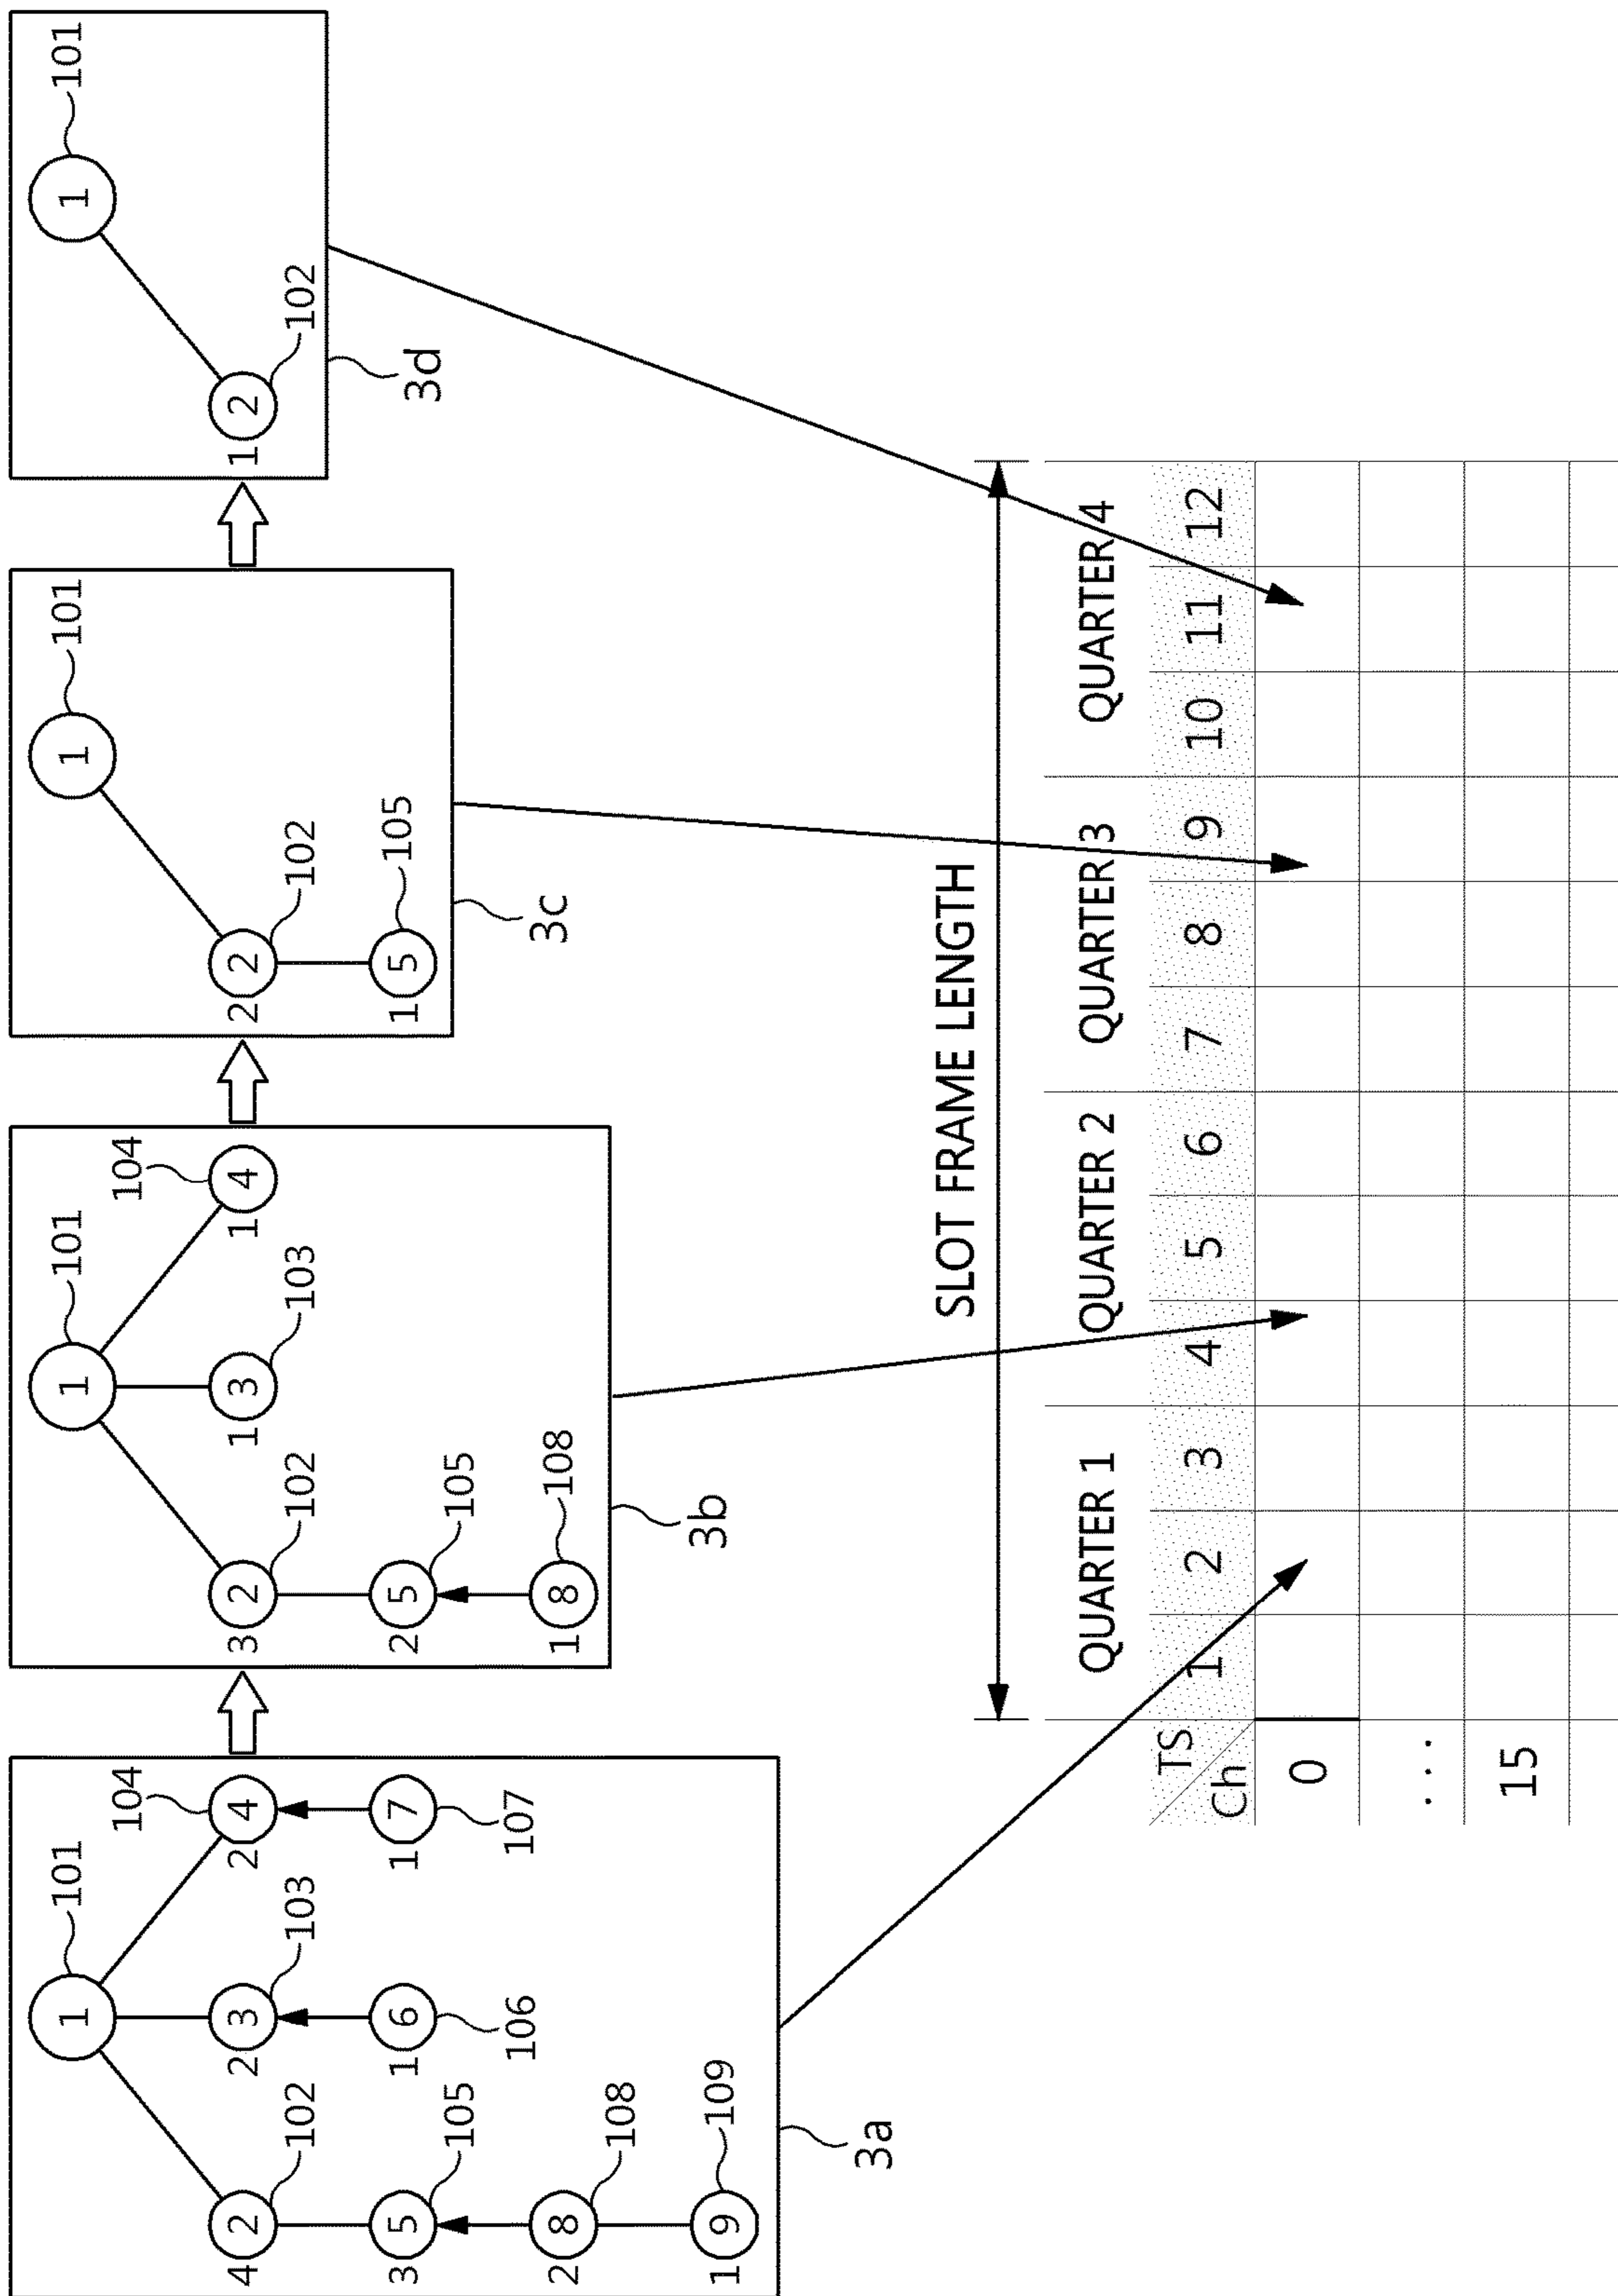 101
1
104
4 2 2 3 2 4
102 103
3 5 1 6 1 7
105
106 107
2 8
108
1 9
109
3a
101
1
104
3 2 1 3 1 4
102 103
2 5
105
1 8
108
3b
101
1
2 2
102
1 5
105
3c
101
1
1 2
102
3d
SLOT FRAME LENGTH
QUARTER 1 QUARTER 2 QUARTER 3 QUARTER 4
TS 1 2 3 4 5 6 7 8 9 10 11 12
Ch
0
...
15